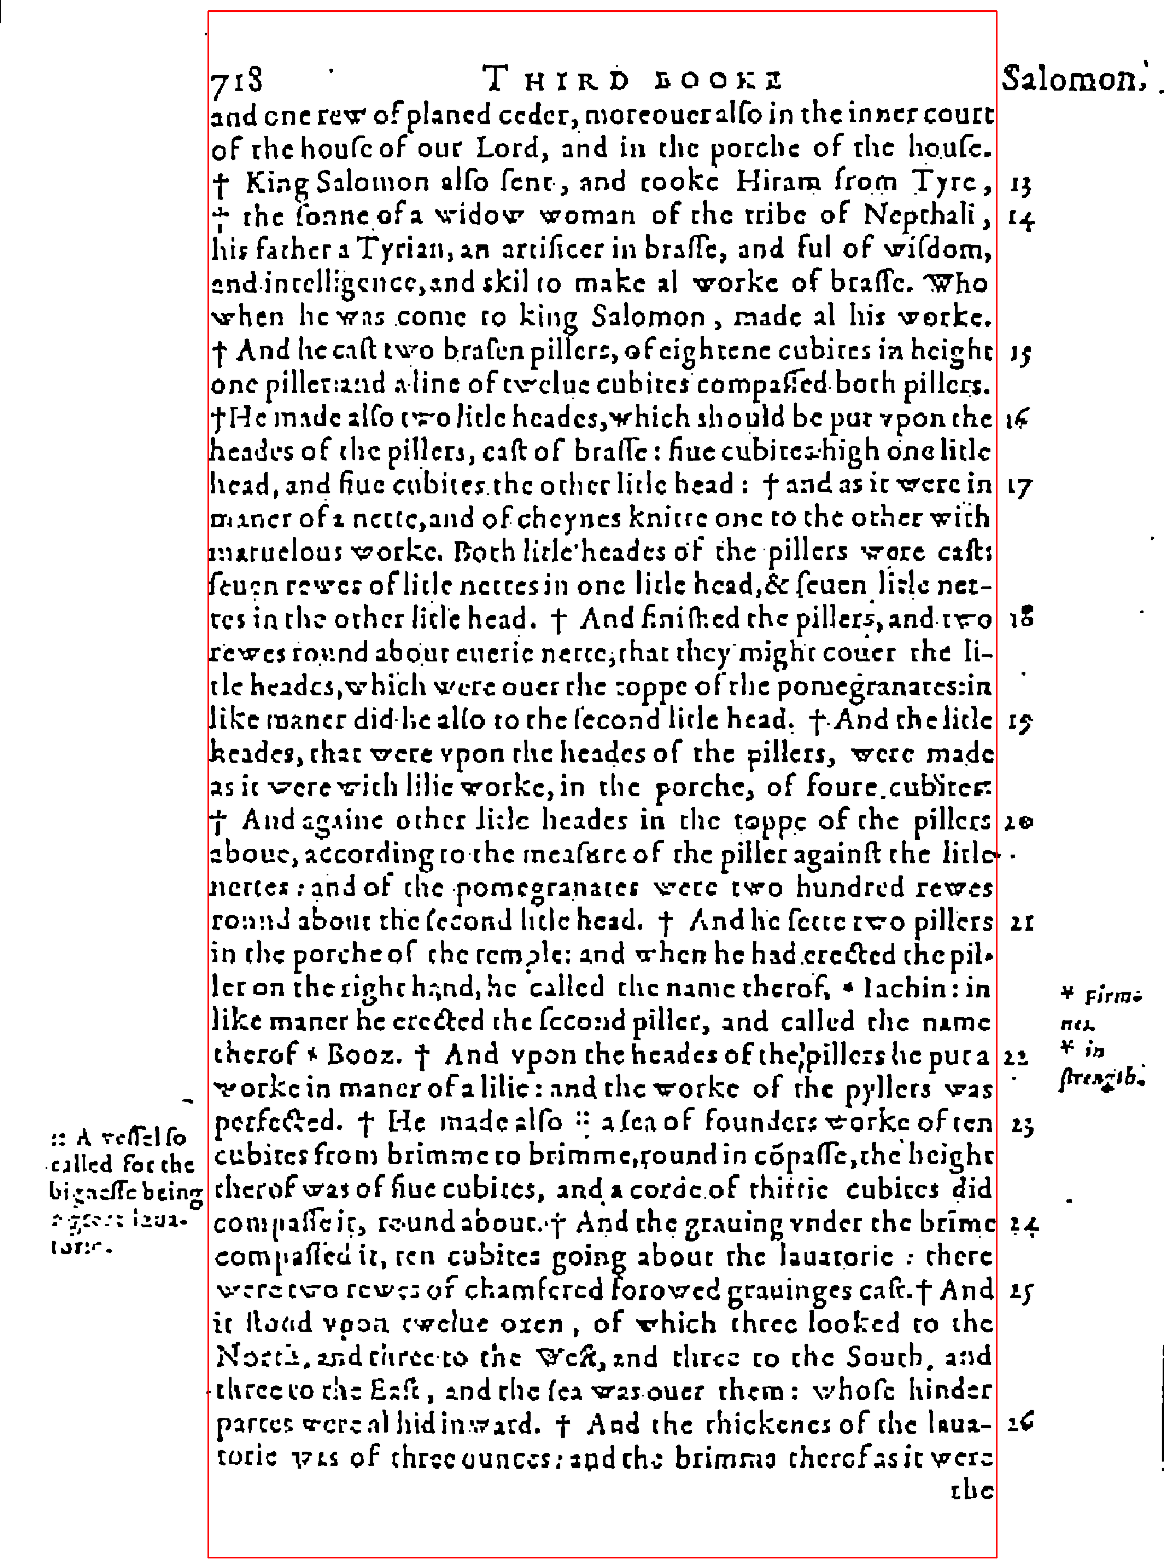 718 THIRD BOOKE Salomon.
and one rew of planed ceder, moreouer alſo in the inner court
of the houſe of our Lord, and in the porche of the houſe.
† King Salomon alſo ſent, and tooke Hiram from Tyre, 13
† the ſonne of a widow woman of the tribe of Nepthali, 14
his father a Tyrian, an artificer in braſſe, and ful of wiſdom,
and intelligence, and skil to make al worke of braſſe. Who
when he was come to king Salomon, made al his worke.
† And he caſt two braſen pillers, of eightene cubites in height 15
one piller: and a line of twelue cubites compaſſed both pillers.
†He made alſo two litle heades, which should be put vpon the 16
heades of the pillers, caſt of braſſe: fiue cubites high one litle
head, and fiue cubites the other litle head: † and as it were in 17
maner of a nette, and of cheynes knitte one to the other with
maruelous worke. Both litle heades of the pillers were caſt:
ſeuen rewes of litle nettes in one litle head, & ſeuen litle net-
tes in the other litle head. † And finiſhed the pillers, and two 18
rewes round about euerie nette, that they might couer the li-
tle heades, which were ouer the toppe of the pomegranates: in
like maner did he alſo to the ſecond litle head. † And the litle 19
heades, that were vpon the heades of the pillers, were made
as it were with lilie worke, in the porche, of foure cubites:
† And againe other litle heades in the toppe of the pillers 20
aboue, according to the meaſure of the piller againſt the litle
nettes: and of the pomegranates were two hundred rewes
round about the ſecond litle head. † And he ſette two pillers 21
in the porche of the temple: and when he had erected the pil-
ler on the right hand, he called the name therof, * Iachin: in
* Firm-
like maner he erected the ſecond piller, and called the name
nes.
therof * Booz. † And vpon the heades of the pillers he put a 22
* in
worke in maner of a lilie: and the worke of the pyllers was
ſtrength.
perfected. † He made alſo :: a ſea of founders worke of ten 23
:: A veſſel ſo
cubites from brimme to brimme, round in cõpaſſe, the height
called for the
therof was of fiue cubites, and a corde of thirtie cubites did
bigneſſe being
compaſſe it, round about. † And the grauing vnder the brĩme 24
a great laua-
compaſſed it, ten cubites going about the lauatorie: there
torie.
were two rewes of chamfered forowed grauinges caſt. † And 25
it ſtood vpon twelue oxen, of which three looked to the
North, and three to the Weſt, and three to the South, and
three to the Eaſt, and the ſea was ouer them: whoſe hinder
partes were al hid inward. † And the thickenes of the laua- 26
torie was of three ounces: and the brimme therof as it were
the